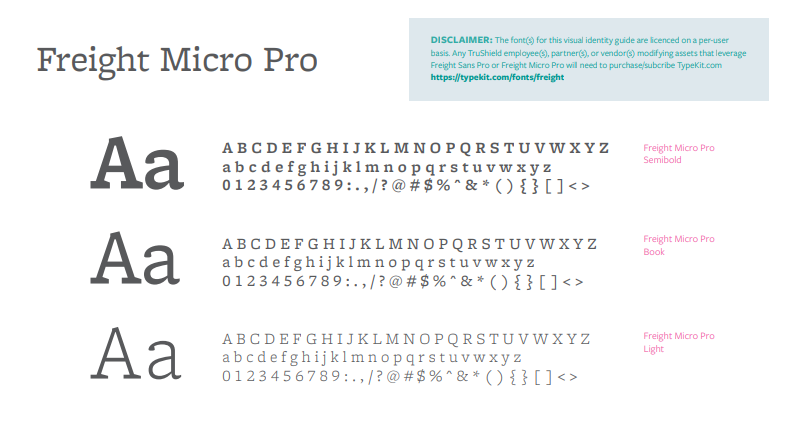 Freight Micro Pro
DISCLAIMER: The font(s) for this visual identity guide are licenced on a per-user
basis. Any TruShield employee(s), partner(s), or vendor(s) modifying assets that leverage
Freight Sans Pro or Freight Micro Pro will need to purchase/subcribe TypeKit.com
https://typekit.com/fonts/freight
Aa
A B C D E F G H I J K L M N O P Q R S T U V W X Y Z
a b c d e f g h i j k l m n o p q r s t u v w x y z
0 1 2 3 4 5 6 7 8 9 : . , / ? @ # $ % ^ & * ( ) { } [ ] < >
Freight Micro Pro
Semibold
Aa
A B C D E F G H I J K L M N O P Q R S T U V W X Y Z
a b c d e f g h i j k l m n o p q r s t u v w x y z
0 1 2 3 4 5 6 7 8 9 : . , / ? @ # $ % ^ & * ( ) { } [ ] < >
Freight Micro Pro
Book
Aa
A B C D E F G H I J K L M N O P Q R S T U V W X Y Z
a b c d e f g h i j k l m n o p q r s t u v w x y z
0 1 2 3 4 5 6 7 8 9 : . , / ? @ # $ % ^ & * ( ) { } [ ] < >
Freight Micro Pro
Light